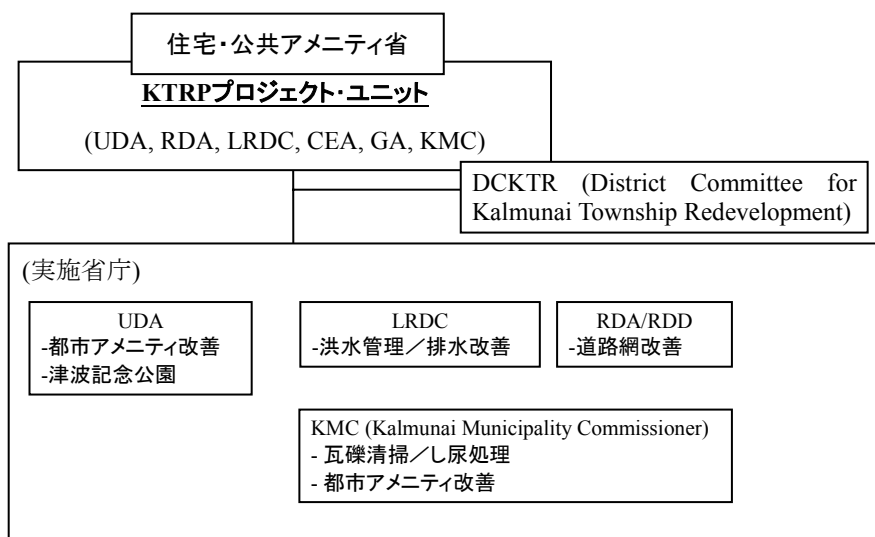 住宅・公共アメニティ省
KTRPプロジェクト・ユニット
(UDA, RDA, LRDC, CEA, GA, KMC)
DCKTR (District Committee for
Kalmunai Township Redevelopment)
(実施省庁)
UDA
-都市アメニティ改善
-津波記念公園
LRDC
-洪水管理／排水改善
RDA/RDD
-道路網改善
KMC (Kalmunai Municipality Commissioner)
- 瓦礫清掃／し尿処理
- 都市アメニティ改善